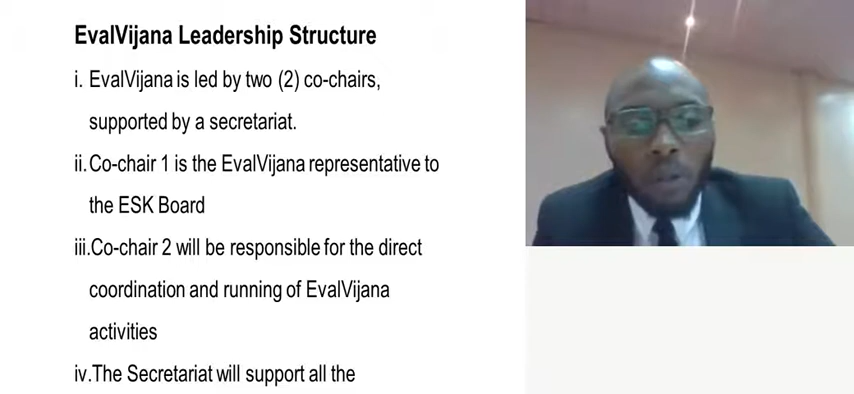 EvalVijana Leadership Structure
i. EvalVijana is led by two (2) co-chairs,
supported by a secretariat.
ii. Co-chair 1 is the EvalVijana representative to
the ESK Board
iii.Co-chair 2 will be responsible for the direct
coordination and running of EvalVijana
activities
iv.The Secretariat will support all the